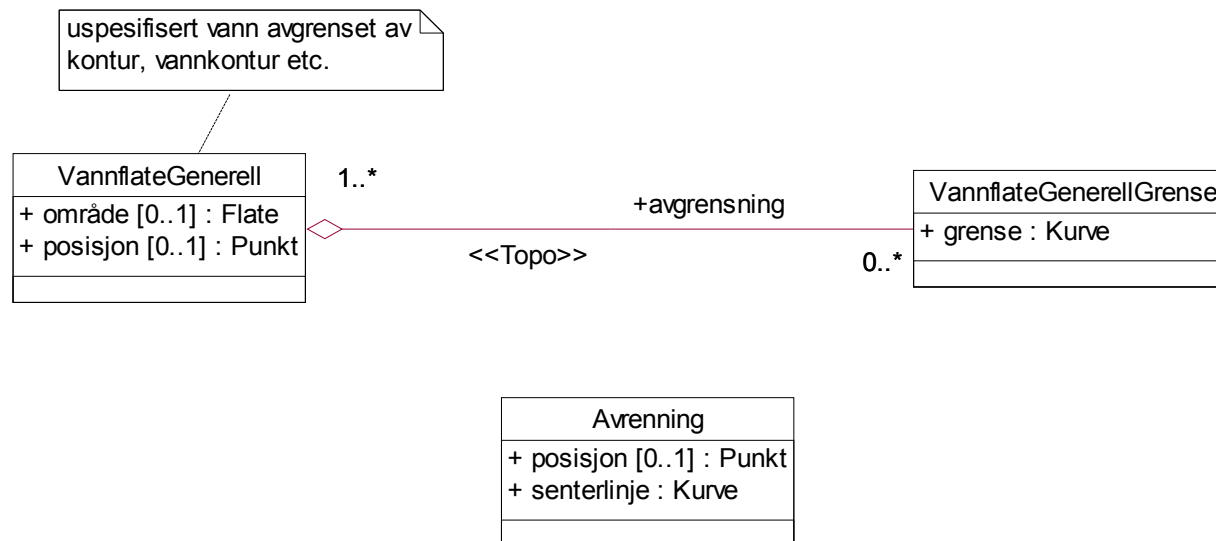 uspesifisert vann avgrenset av
kontur, vannkontur etc.
VannflateGenerell
+ område [0..1] : Flate
+ posisjon [0..1] : Punkt
1..*
+avgrensning
<<Topo>>
0..*
VannflateGenerellGrense
+ grense : Kurve
Avrenning
+ posisjon [0..1] : Punkt
+ senterlinje : Kurve